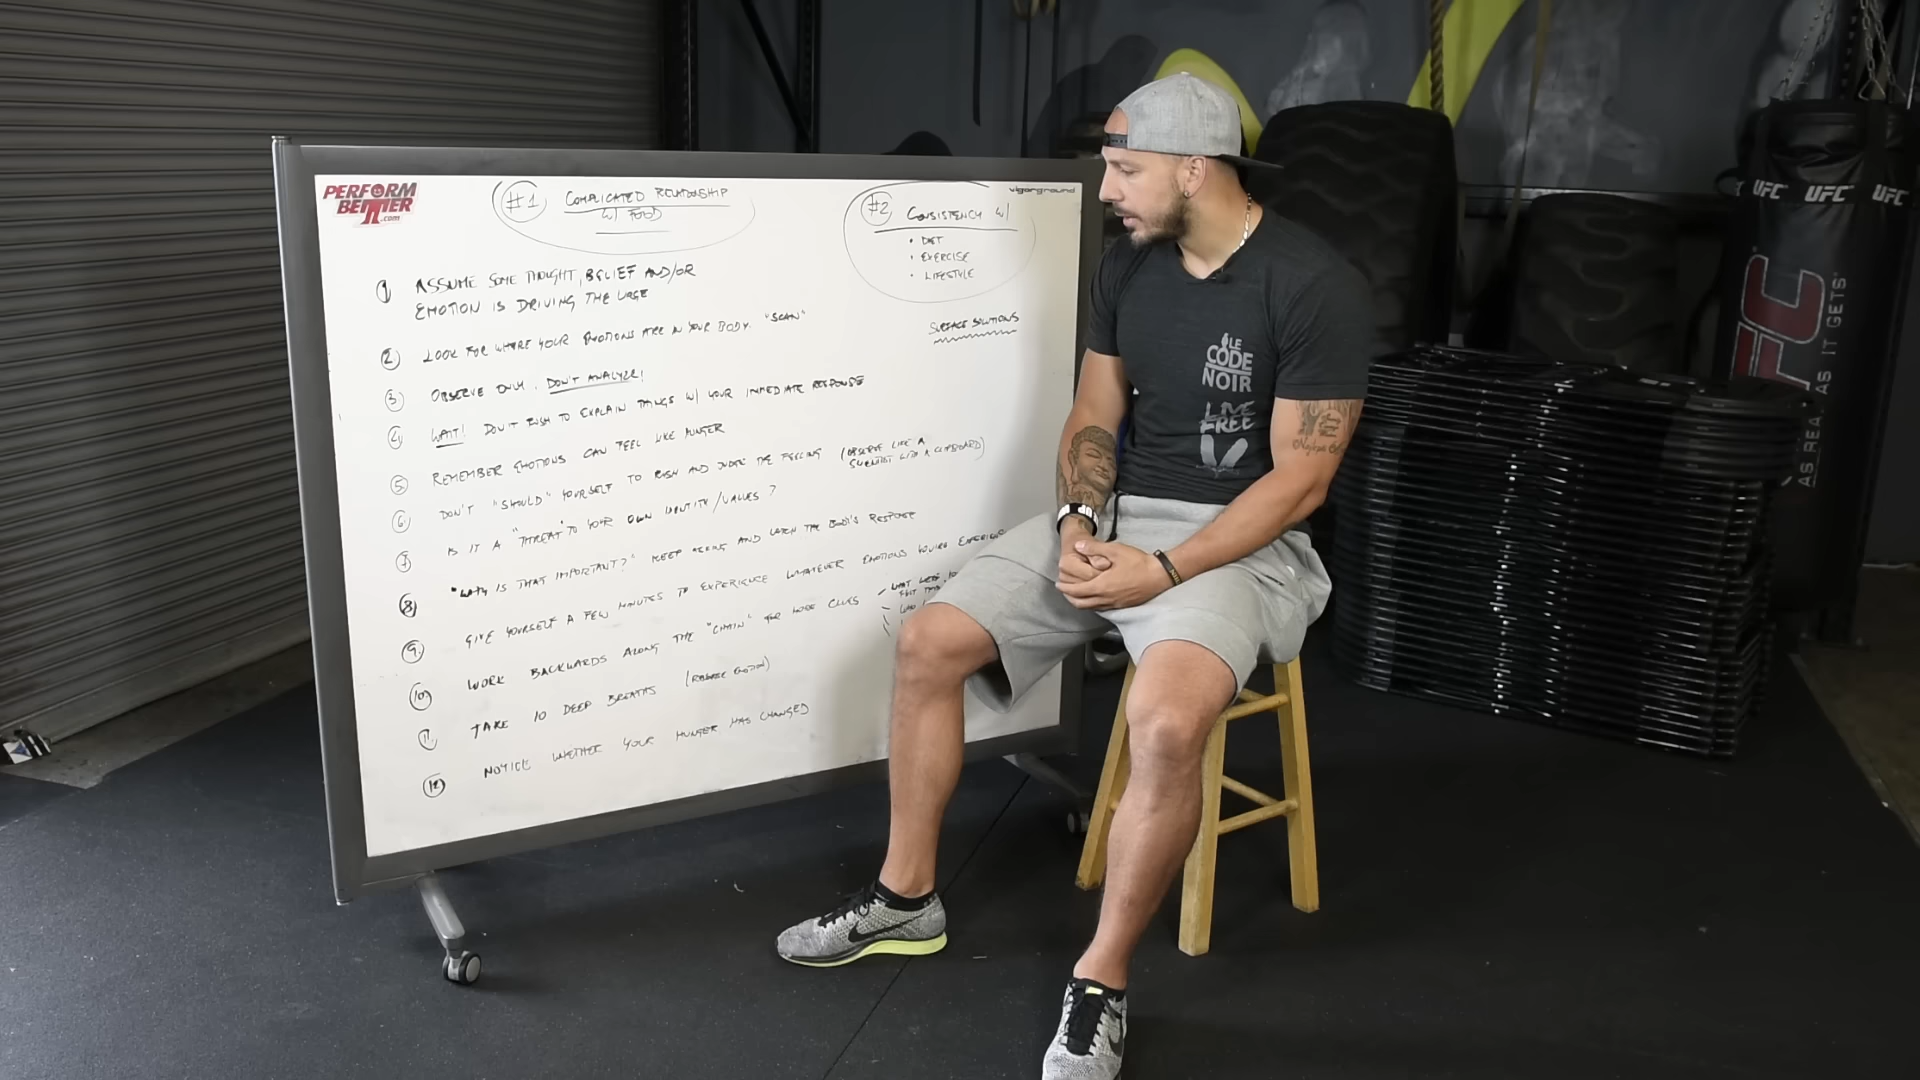 PERFORM
BETTER
.com
#1 COMPLICATED RELATIONSHIP
W/ FOOD
vigorground
#2 CONSISTENCY W/
• DIET
• EXERCISE
• LIFESTYLE
SURFACE SOLUTIONS
1 ASSUME SOME THOUGHT, BELIEF AND/OR
EMOTION IS DRIVING THE URGE
2 LOOK FOR WHERE YOUR EMOTIONS ARE IN YOUR BODY. "SCAN"
3 OBSERVE ONLY. DON'T ANALYZE!
4 WAIT! DON'T RUSH TO EXPLAIN THINGS W/ YOUR IMMEDIATE RESPONSE
5 REMEMBER EMOTIONS CAN FEEL LIKE HUNGER
6 DON'T "SHOULD" YOURSELF TO RUSH AND JUDGE THE FEELING (OBSERVE LIKE A
SCIENTIST WITH A CLIPBOARD)
7 IS IT A "THREAT" TO YOUR OWN IDENTITY/VALUES?
8 "WHY IS THAT IMPORTANT?" KEEP ASKING AND WATCH THE BODY'S RESPONSE
9 GIVE YOURSELF A FEW MINUTES TO EXPERIENCE WHATEVER EMOTIONS YOU'RE
10 WORK BACKWARDS ALONG THE "CHAIN" FOR MORE CLUES
11 TAKE 10 DEEP BREATHS
12 NOTICE WHETHER YOUR HUNGER HAS CHANGED
LE
CODE
NOIR
LIVE
FREE
UFC UFC UFC
AS REAL AS IT GETS